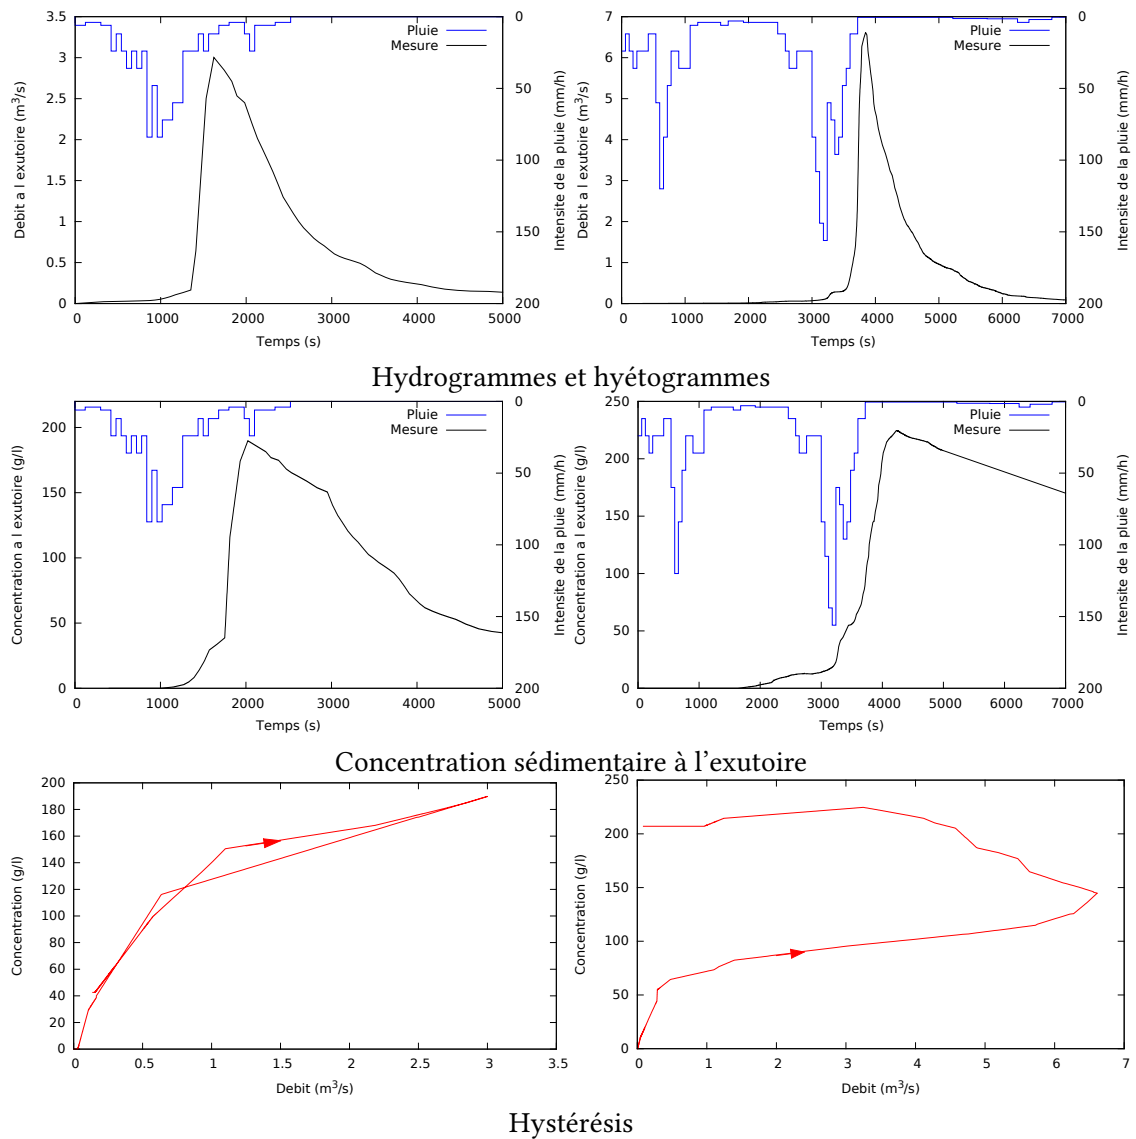 Debit a l exutoire (m³/s)
3.5
3
2.5
2
1.5
1
0.5
0
Pluie
Mesure
0
50
100
150
200
Intensite de la pluie (mm/h)
0 1000 2000 3000 4000 5000
Temps (s)
Debit a l exutoire (m³/s)
7
6
5
4
3
2
1
0
Pluie
Mesure
0
50
100
150
200
Intensite de la pluie (mm/h)
0 1000 2000 3000 4000 5000 6000 7000
Temps (s)
Hydrogrammes et hyétogrammes
Concentration a l exutoire (g/l)
200
150
100
50
0
Pluie
Mesure
0
50
100
150
200
Intensite de la pluie (mm/h)
0 1000 2000 3000 4000 5000
Temps (s)
Concentration a l exutoire (g/l)
250
200
150
100
50
0
Pluie
Mesure
0
50
100
150
200
Intensite de la pluie (mm/h)
0 1000 2000 3000 4000 5000 6000 7000
Temps (s)
Concentration sédimentaire à l’exutoire
Concentration (g/l)
200
180
160
140
120
100
80
60
40
20
0
0 0.5 1 1.5 2 2.5 3 3.5
Debit (m³/s)
Concentration (g/l)
250
200
150
100
50
0
0 1 2 3 4 5 6 7
Debit (m³/s)
Hystérésis